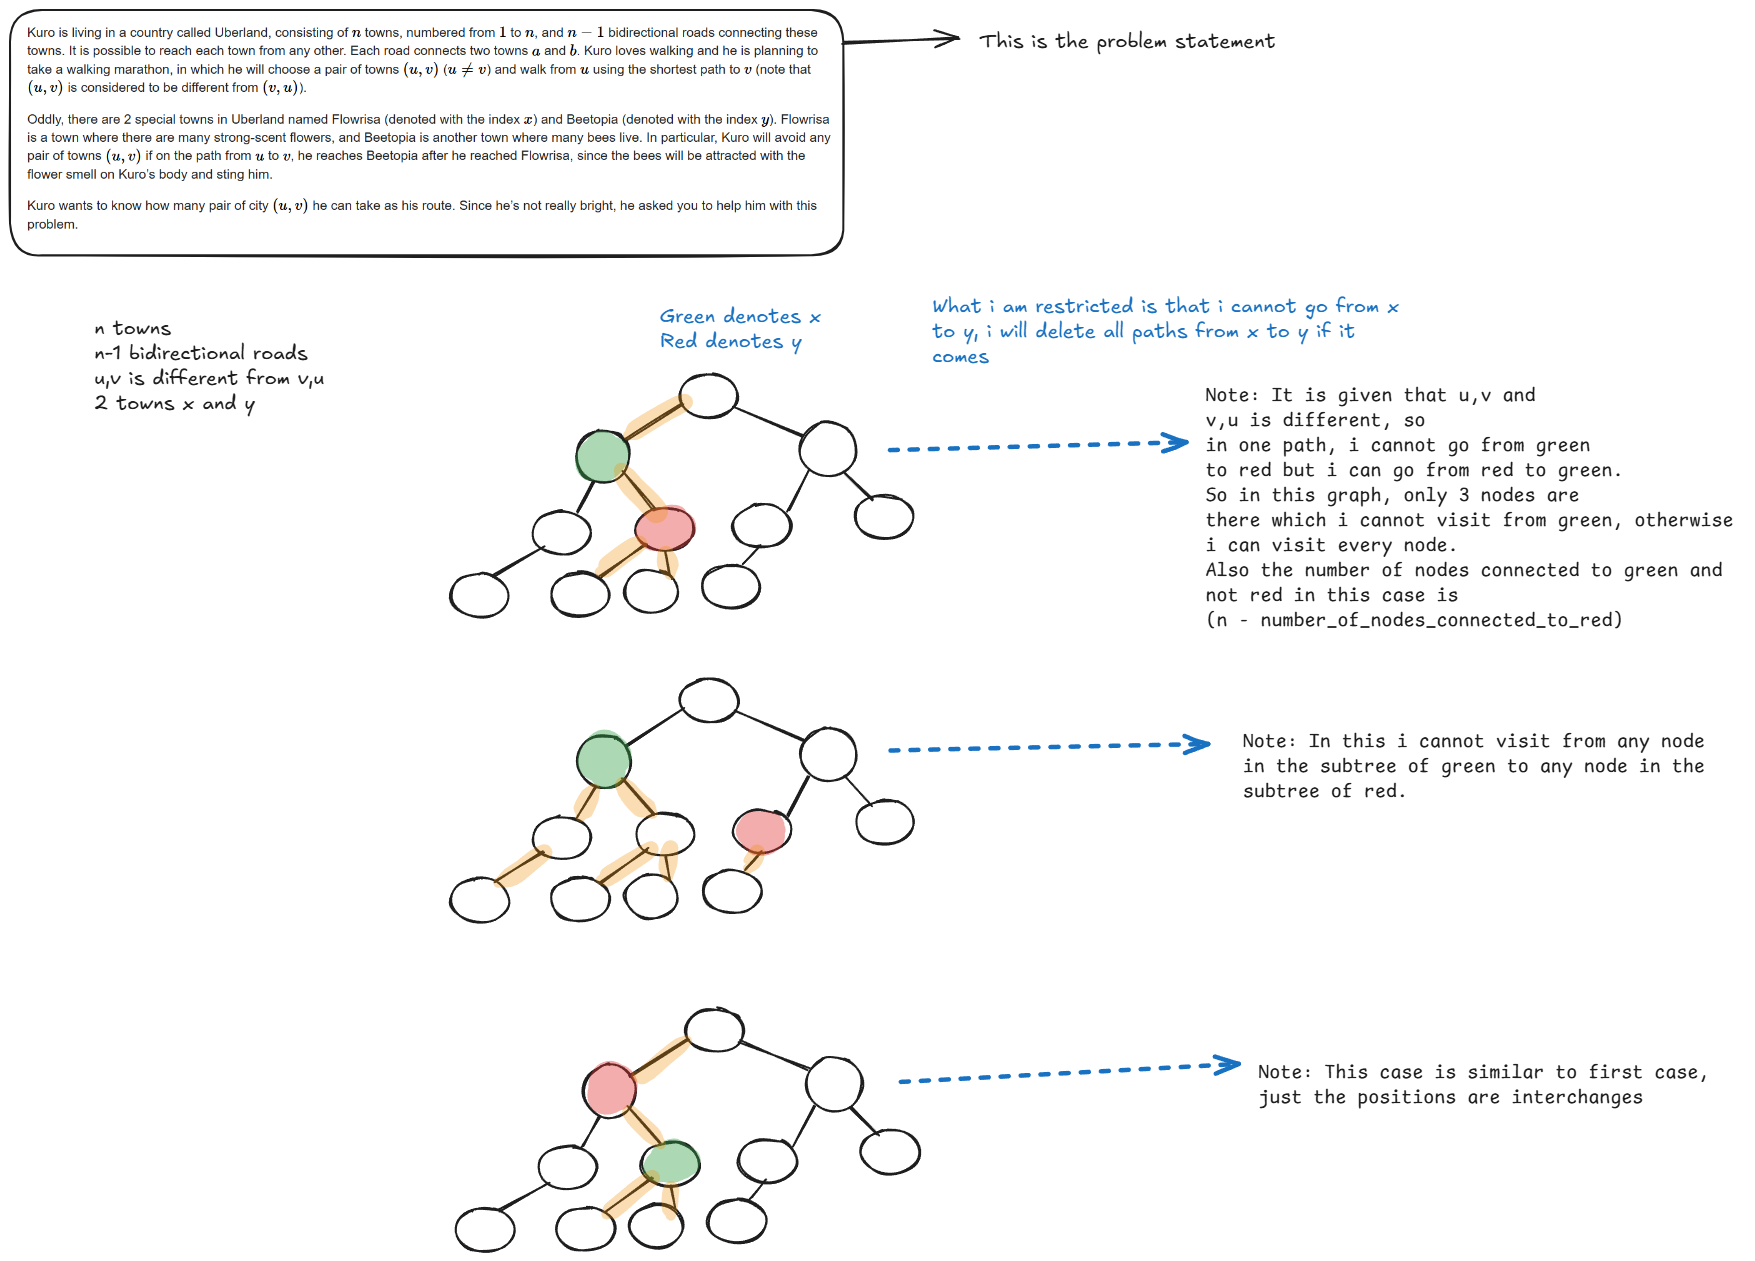 Kuro is living in a country called Uberland, consisting of n towns, numbered from 1 to n, and n − 1 bidirectional roads connecting these
towns. It is possible to reach each town from any other. Each road connects two towns a and b. Kuro loves walking and he is planning to
take a walking marathon, in which he will choose a pair of towns (u, v) (u ≠ v) and walk from u using the shortest path to v (note that
(u, v) is considered to be different from (v, u)).
Oddly, there are 2 special towns in Uberland named Flowrisa (denoted with the index x) and Beetopia (denoted with the index y). Flowrisa
is a town where there are many strong-scent flowers, and Beetopia is another town where many bees live. In particular, Kuro will avoid any
pair of towns (u, v) if on the path from u to v, he reaches Beetopia after he reached Flowrisa, since the bees will be attracted with the
flower smell on Kuro's body and sting him.
Kuro wants to know how many pair of city (u, v) he can take as his route. Since he's not really bright, he asked you to help him with this
problem.
This is the problem statement
n towns
n-1 bidirectional roads
u,v is different from v,u
2 towns x and y
Green denotes x
Red denotes y
What i am restricted is that i cannot go from x
to y, i will delete all paths from x to y if it
comes
Note: It is given that u,v and
v,u is different, so
in one path, i cannot go from green
to red but i can go from red to green.
So in this graph, only 3 nodes are
there which i cannot visit from green, otherwise
i can visit every node.
Also the number of nodes connected to green and
not red in this case is
(n - number_of_nodes_connected_to_red)
Note: In this i cannot visit from any node
in the subtree of green to any node in the
subtree of red.
Note: This case is similar to first case,
just the positions are interchanges